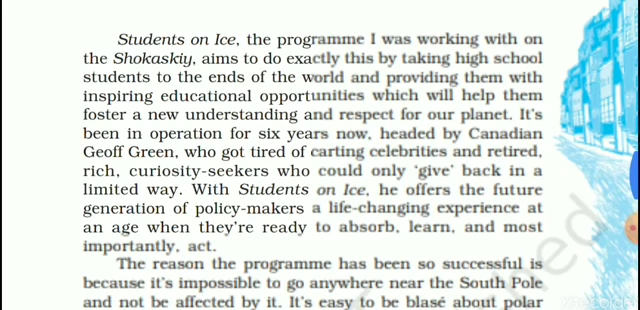 Students on Ice, the programme I was working with on
the Shokaskiy, aims to do exactly this by taking high school
students to the ends of the world and providing them with
inspiring educational opportunities which will help them
foster a new understanding and respect for our planet. It's
been in operation for six years now, headed by Canadian
Geoff Green, who got tired of carting celebrities and retired,
rich, curiosity-seekers who could only 'give' back in a
limited way. With Students on Ice, he offers the future
generation of policy-makers a life-changing experience at
an age when they're ready to absorb, learn, and most
importantly, act.
The reason the programme has been so successful is
because it's impossible to go anywhere near the South Pole
and not be affected by it. It's easy to be blasé about polar